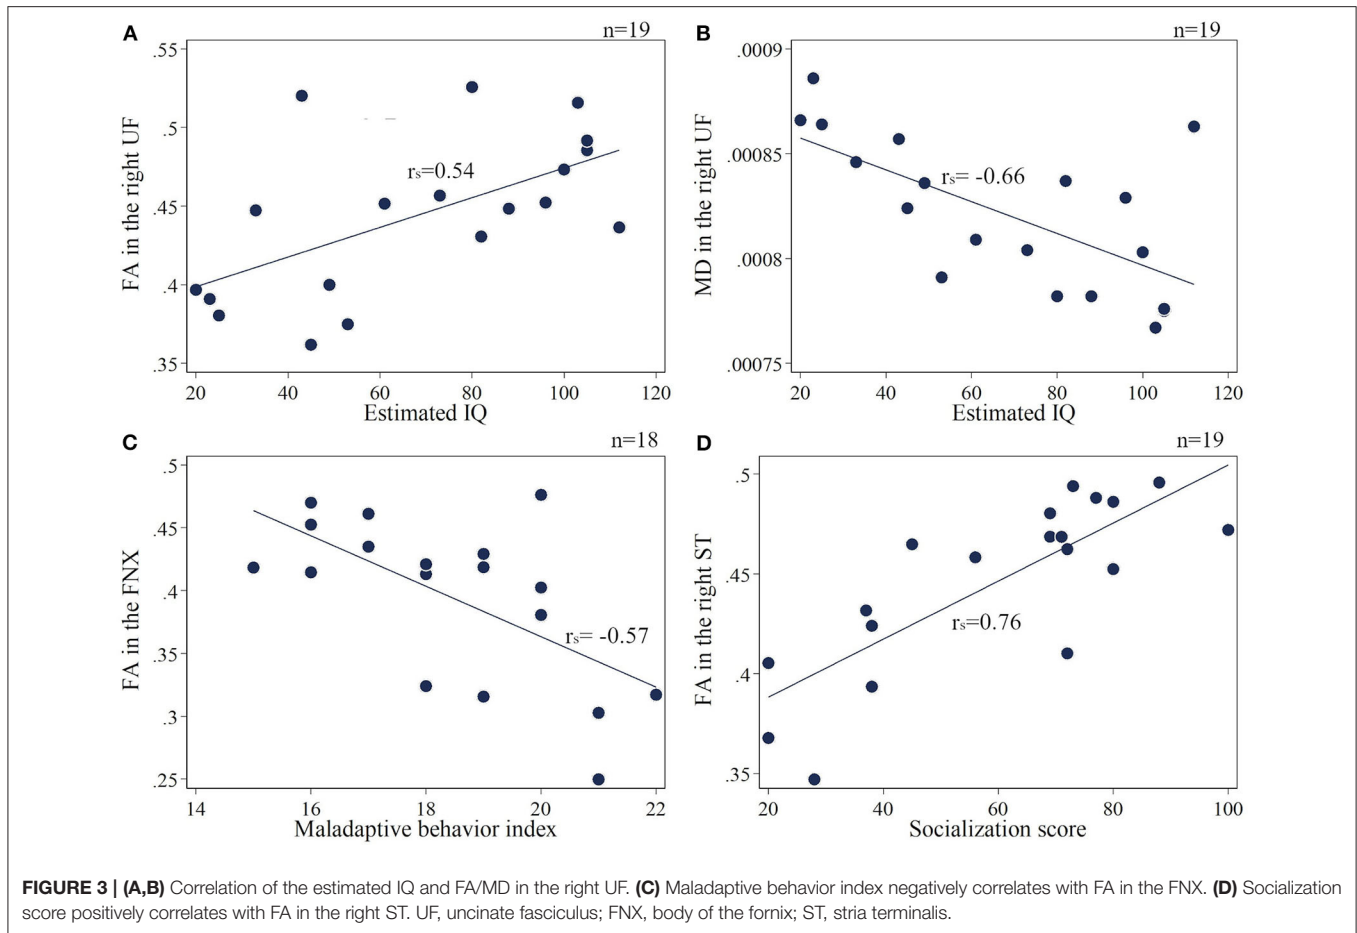 A
n=19
.55
.5
.45
.4
.35
FA in the right UF
rs=0.54
20 40 60 80 100 120
Estimated IQ
B
n=19
.0009
.00085
.0008
.00075
MD in the right UF
rs= -0.66
20 40 60 80 100 120
Estimated IQ
C
n=18
.5
.45
.4
.35
.3
.25
FA in the FNX
rs= -0.57
14 16 18 20 22
Maladaptive behavior index
D
n=19
.5
.45
.4
.35
FA in the right ST
rs=0.76
20 40 60 80 100
Socialization score
FIGURE 3 | (A,B) Correlation of the estimated IQ and FA/MD in the right UF. (C) Maladaptive behavior index negatively correlates with FA in the FNX. (D) Socialization
score positively correlates with FA in the right ST. UF, uncinate fasciculus; FNX, body of the fornix; ST, stria terminalis.